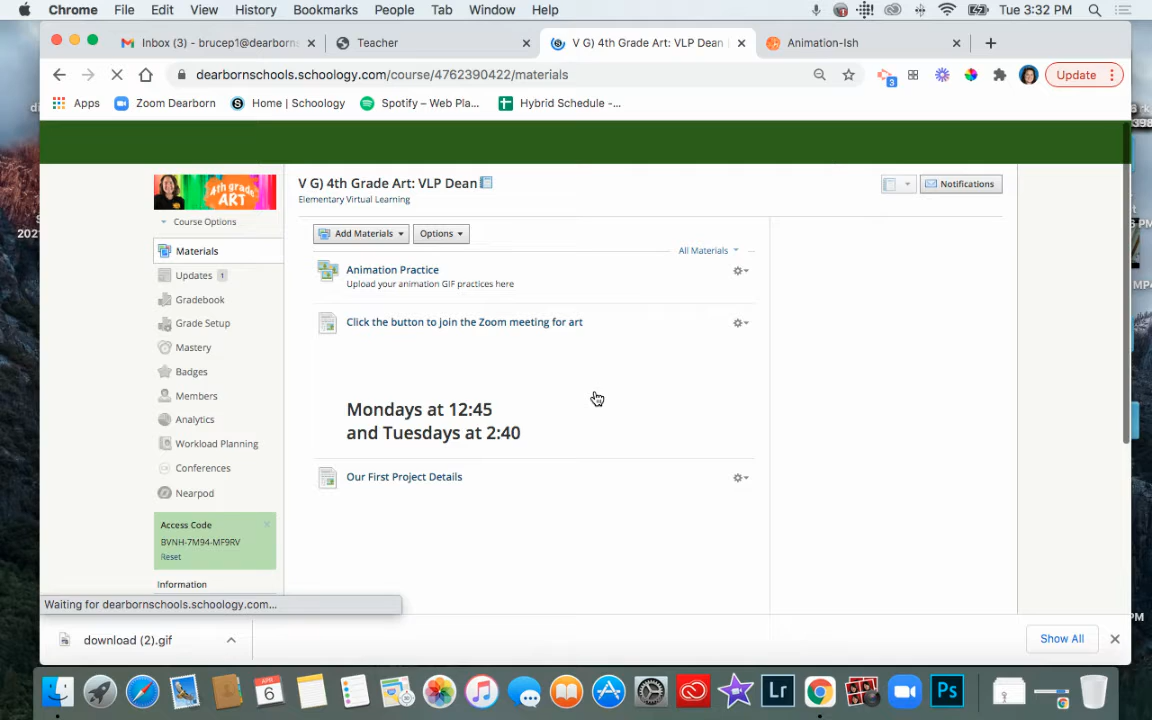 Chrome File Edit View History Bookmarks People Tab Window Help Tue 3:32 PM
Inbox (3) - brucep1@dearborns Teacher V G) 4th Grade Art: VLP Dean Animation-Ish
dearbornschools.schoology.com/course/4762390422/materials 3 Update
Apps Zoom Dearborn Home | Schoology Spotify – Web Pla... Hybrid Schedule -...
4th grade
ART
V G) 4th Grade Art: VLP Dean
Elementary Virtual Learning
Notifications
Course Options
Add Materials Options
Materials
All Materials
Updates 1
Animation Practice
Upload your animation GIF practices here
Gradebook
Grade Setup
Click the button to join the Zoom meeting for art
Mastery
Badges
Members
Mondays at 12:45
and Tuesdays at 2:40
Analytics
Workload Planning
Conferences
Our First Project Details
Nearpod
Access Code
BVNH-7M94-MF9RV
Reset
Information
Waiting for dearbornschools.schoology.com...
download (2).gif
Show All
APR
6
Lr
Ps